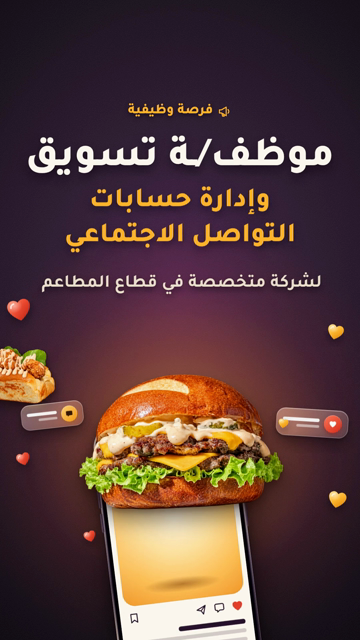 فرصة وظيفية
موظف/ة تسويق
وإدارة حسابات
التواصل الاجتماعي
لشركة متخصصة في قطاع المطاعم